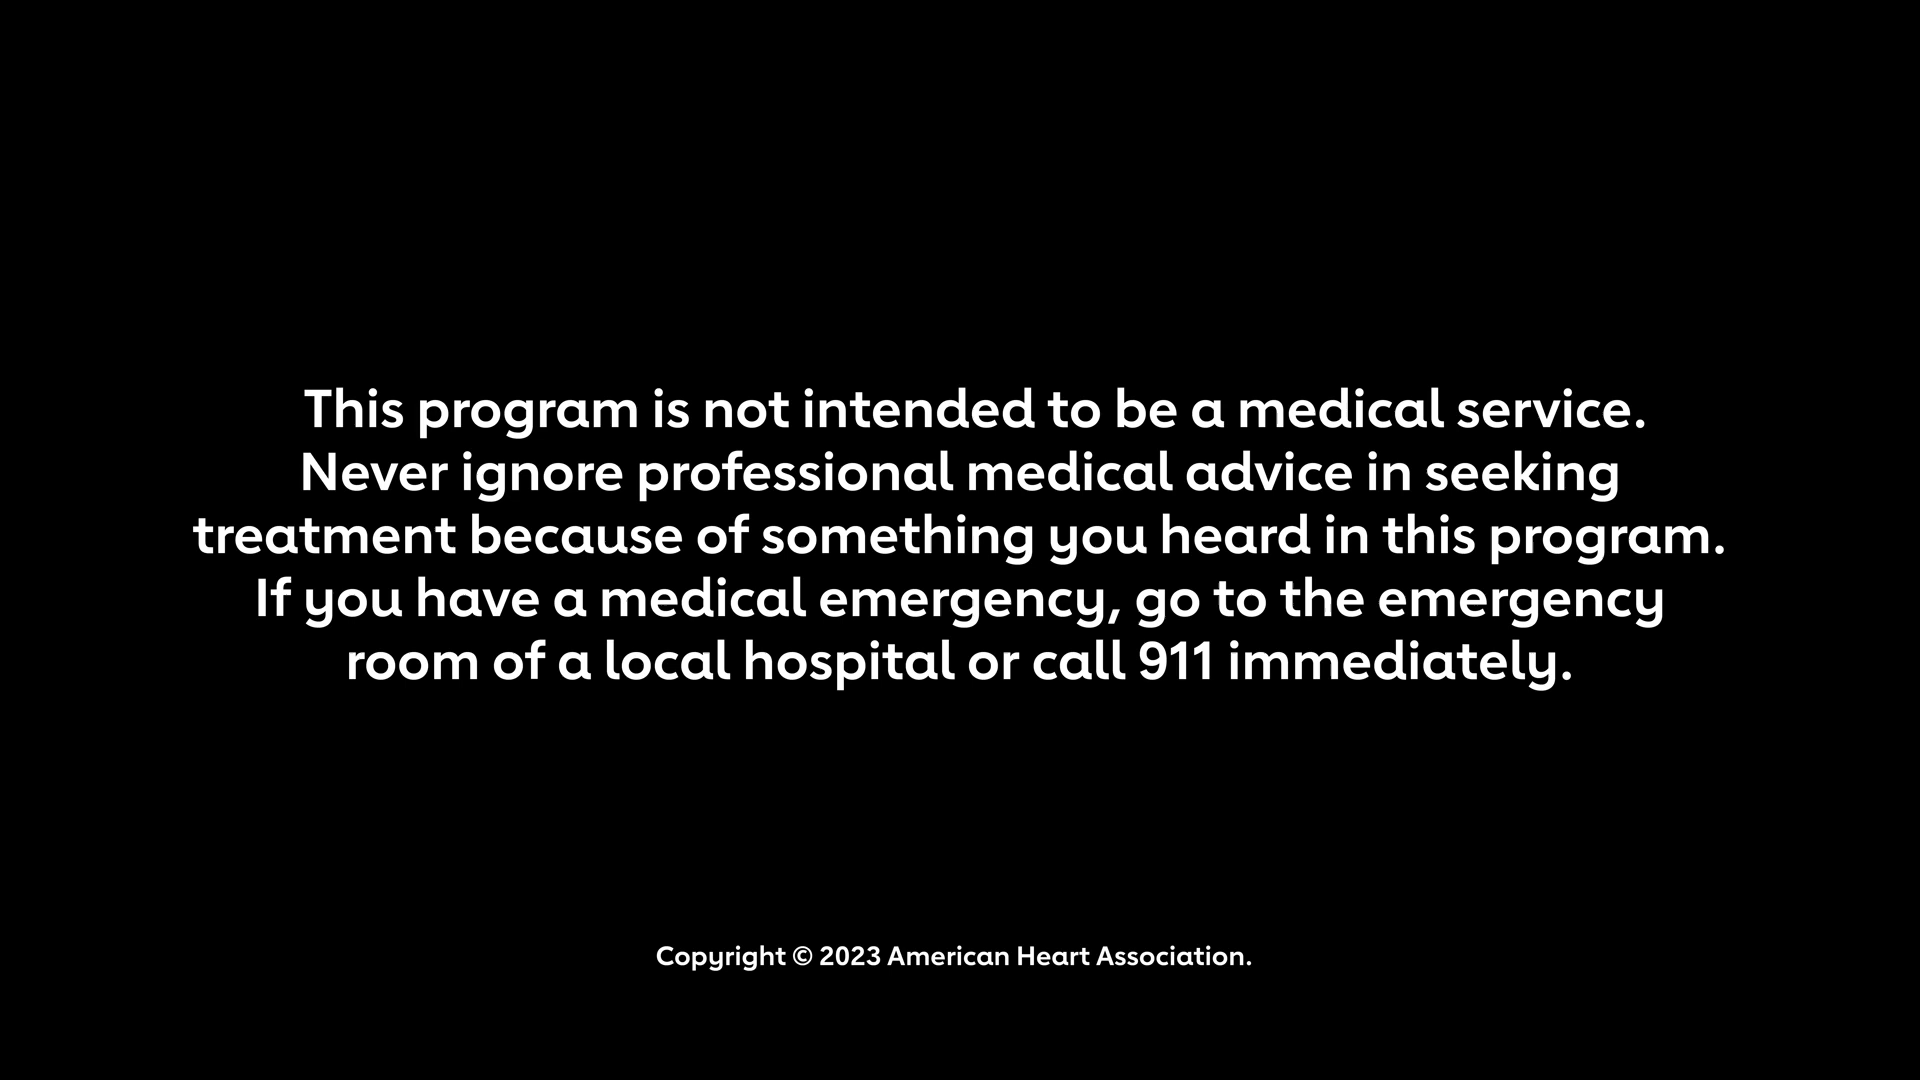 This program is not intended to be a medical service.
Never ignore professional medical advice in seeking
treatment because of something you heard in this program.
If you have a medical emergency, go to the emergency
room of a local hospital or call 911 immediately.
Copyright © 2023 American Heart Association.